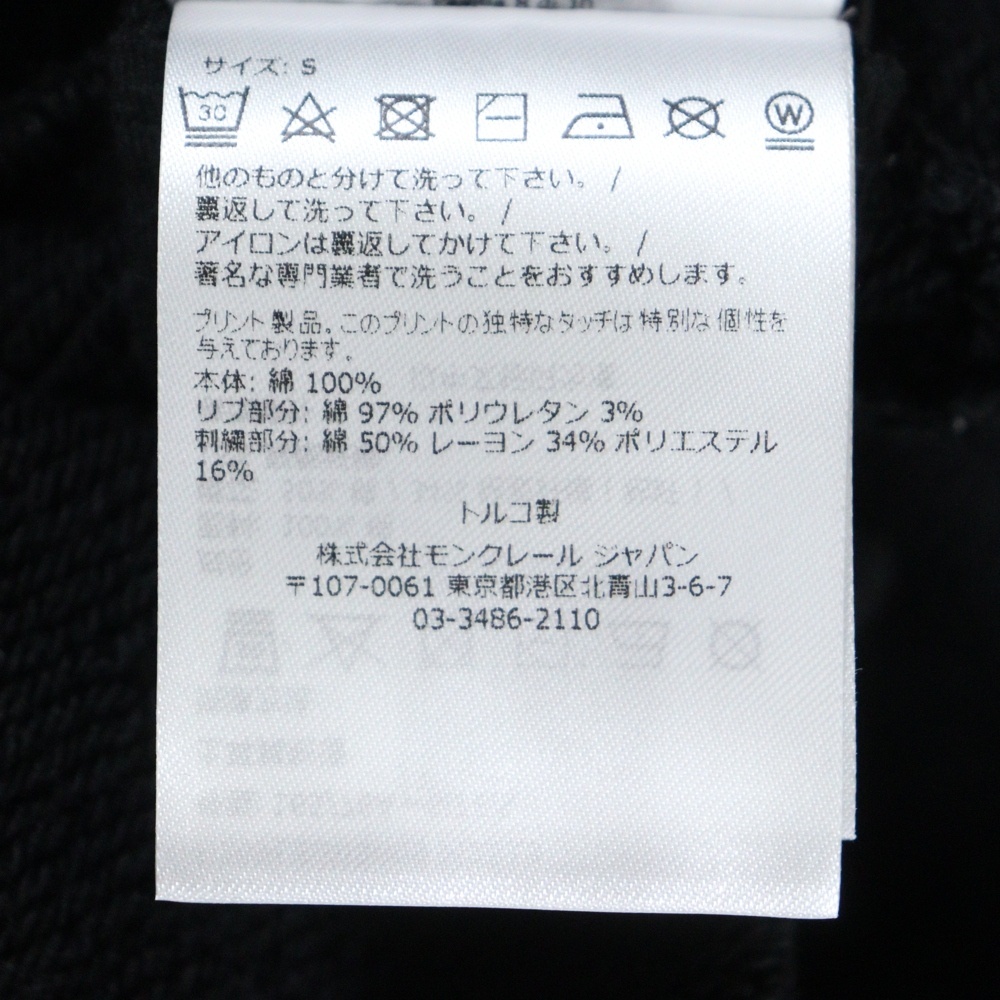 サイズ: S
30
W
他のものと分けて洗って下さい。 /
裏返して洗って下さい。 /
アイロンは裏返してかけて下さい。 /
著名な専門業者で洗うことをおすすめします。
プリント製品。このプリントの独特なタッチは特別な個性を
与えております。
本体: 綿 100%
リブ部分: 綿 97% ポリウレタン 3%
刺繍部分: 綿 50% レーヨン 34% ポリエステル
16%
トルコ製
株式会社モンクレール ジャパン
〒107-0061 東京都港区北青山3-6-7
03-3486-2110